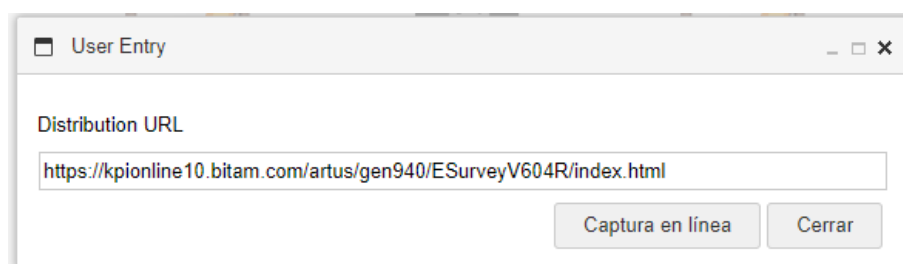 User Entry
Distribution URL
https://kpionline10.bitam.com/artus/gen940/ESurveyV604R/index.html
Captura en línea Cerrar